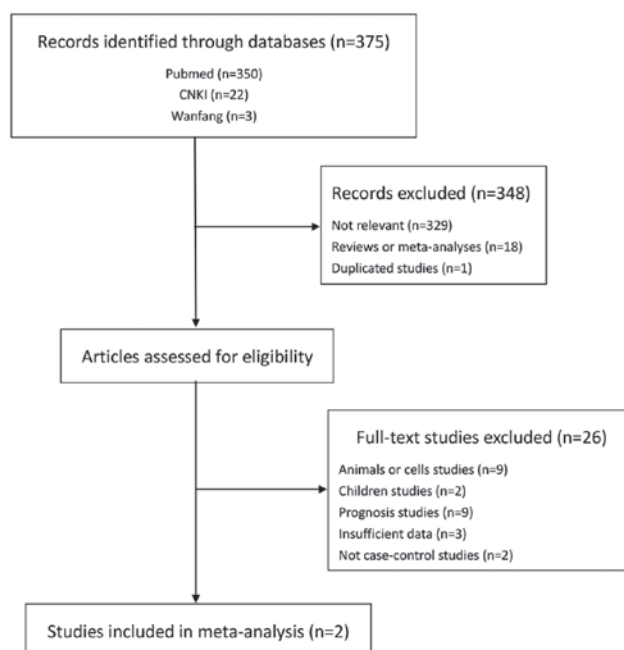 Records identified through databases (n=375)
Pubmed (n=350)
CNKI (n=22)
Wanfang (n=3)
Records excluded (n=348)
Not relevant (n=329)
Reviews or meta-analyses (n=18)
Duplicated studies (n=1)
Articles assessed for eligibility
Full-text studies excluded (n=26)
Animals or cells studies (n=9)
Children studies (n=2)
Prognosis studies (n=9)
Insufficient data (n=3)
Not case-control studies (n=2)
Studies included in meta-analysis (n=2)